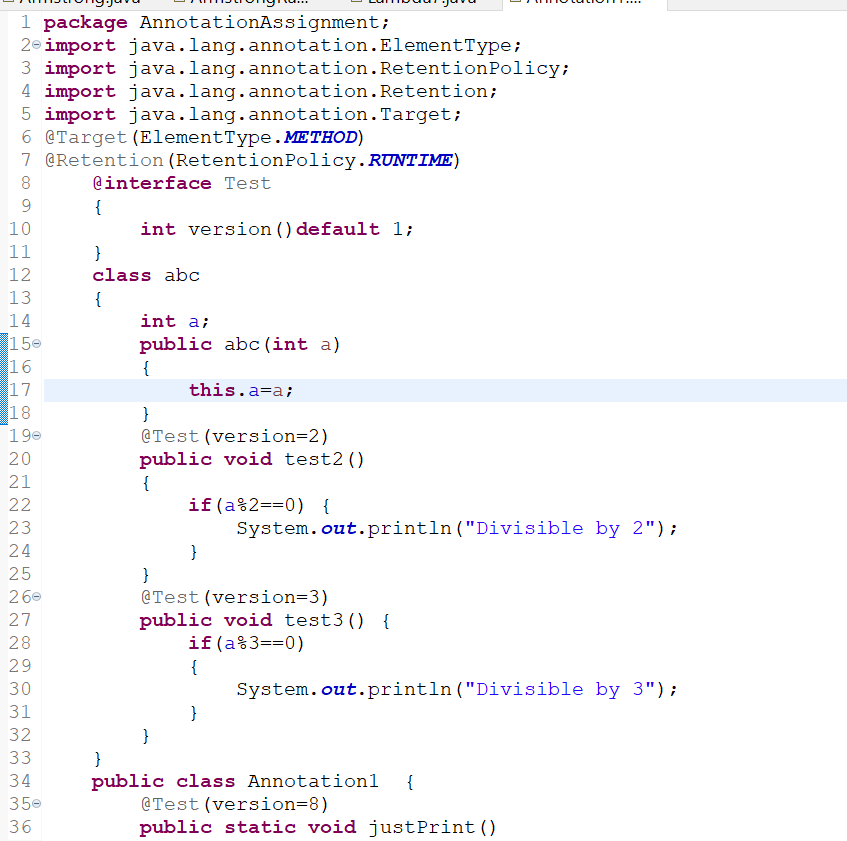 1 package AnnotationAssignment;
2 import java.lang.annotation.ElementType;
3 import java.lang.annotation.RetentionPolicy;
4 import java.lang.annotation.Retention;
5 import java.lang.annotation.Target;
6 @Target(ElementType.METHOD)
7 @Retention(RetentionPolicy.RUNTIME)
8     @interface Test
9     {
10         int version()default 1;
11     }
12     class abc
13     {
14         int a;
15         public abc(int a)
16         {
17             this.a=a;
18         }
19         @Test(version=2)
20         public void test2()
21         {
22             if(a%2==0) {
23                 System.out.println("Divisible by 2");
24             }
25         }
26         @Test(version=3)
27         public void test3() {
28             if(a%3==0)
29             {
30                 System.out.println("Divisible by 3");
31             }
32         }
33     }
34     public class Annotation1  {
35         @Test(version=8)
36         public static void justPrint()